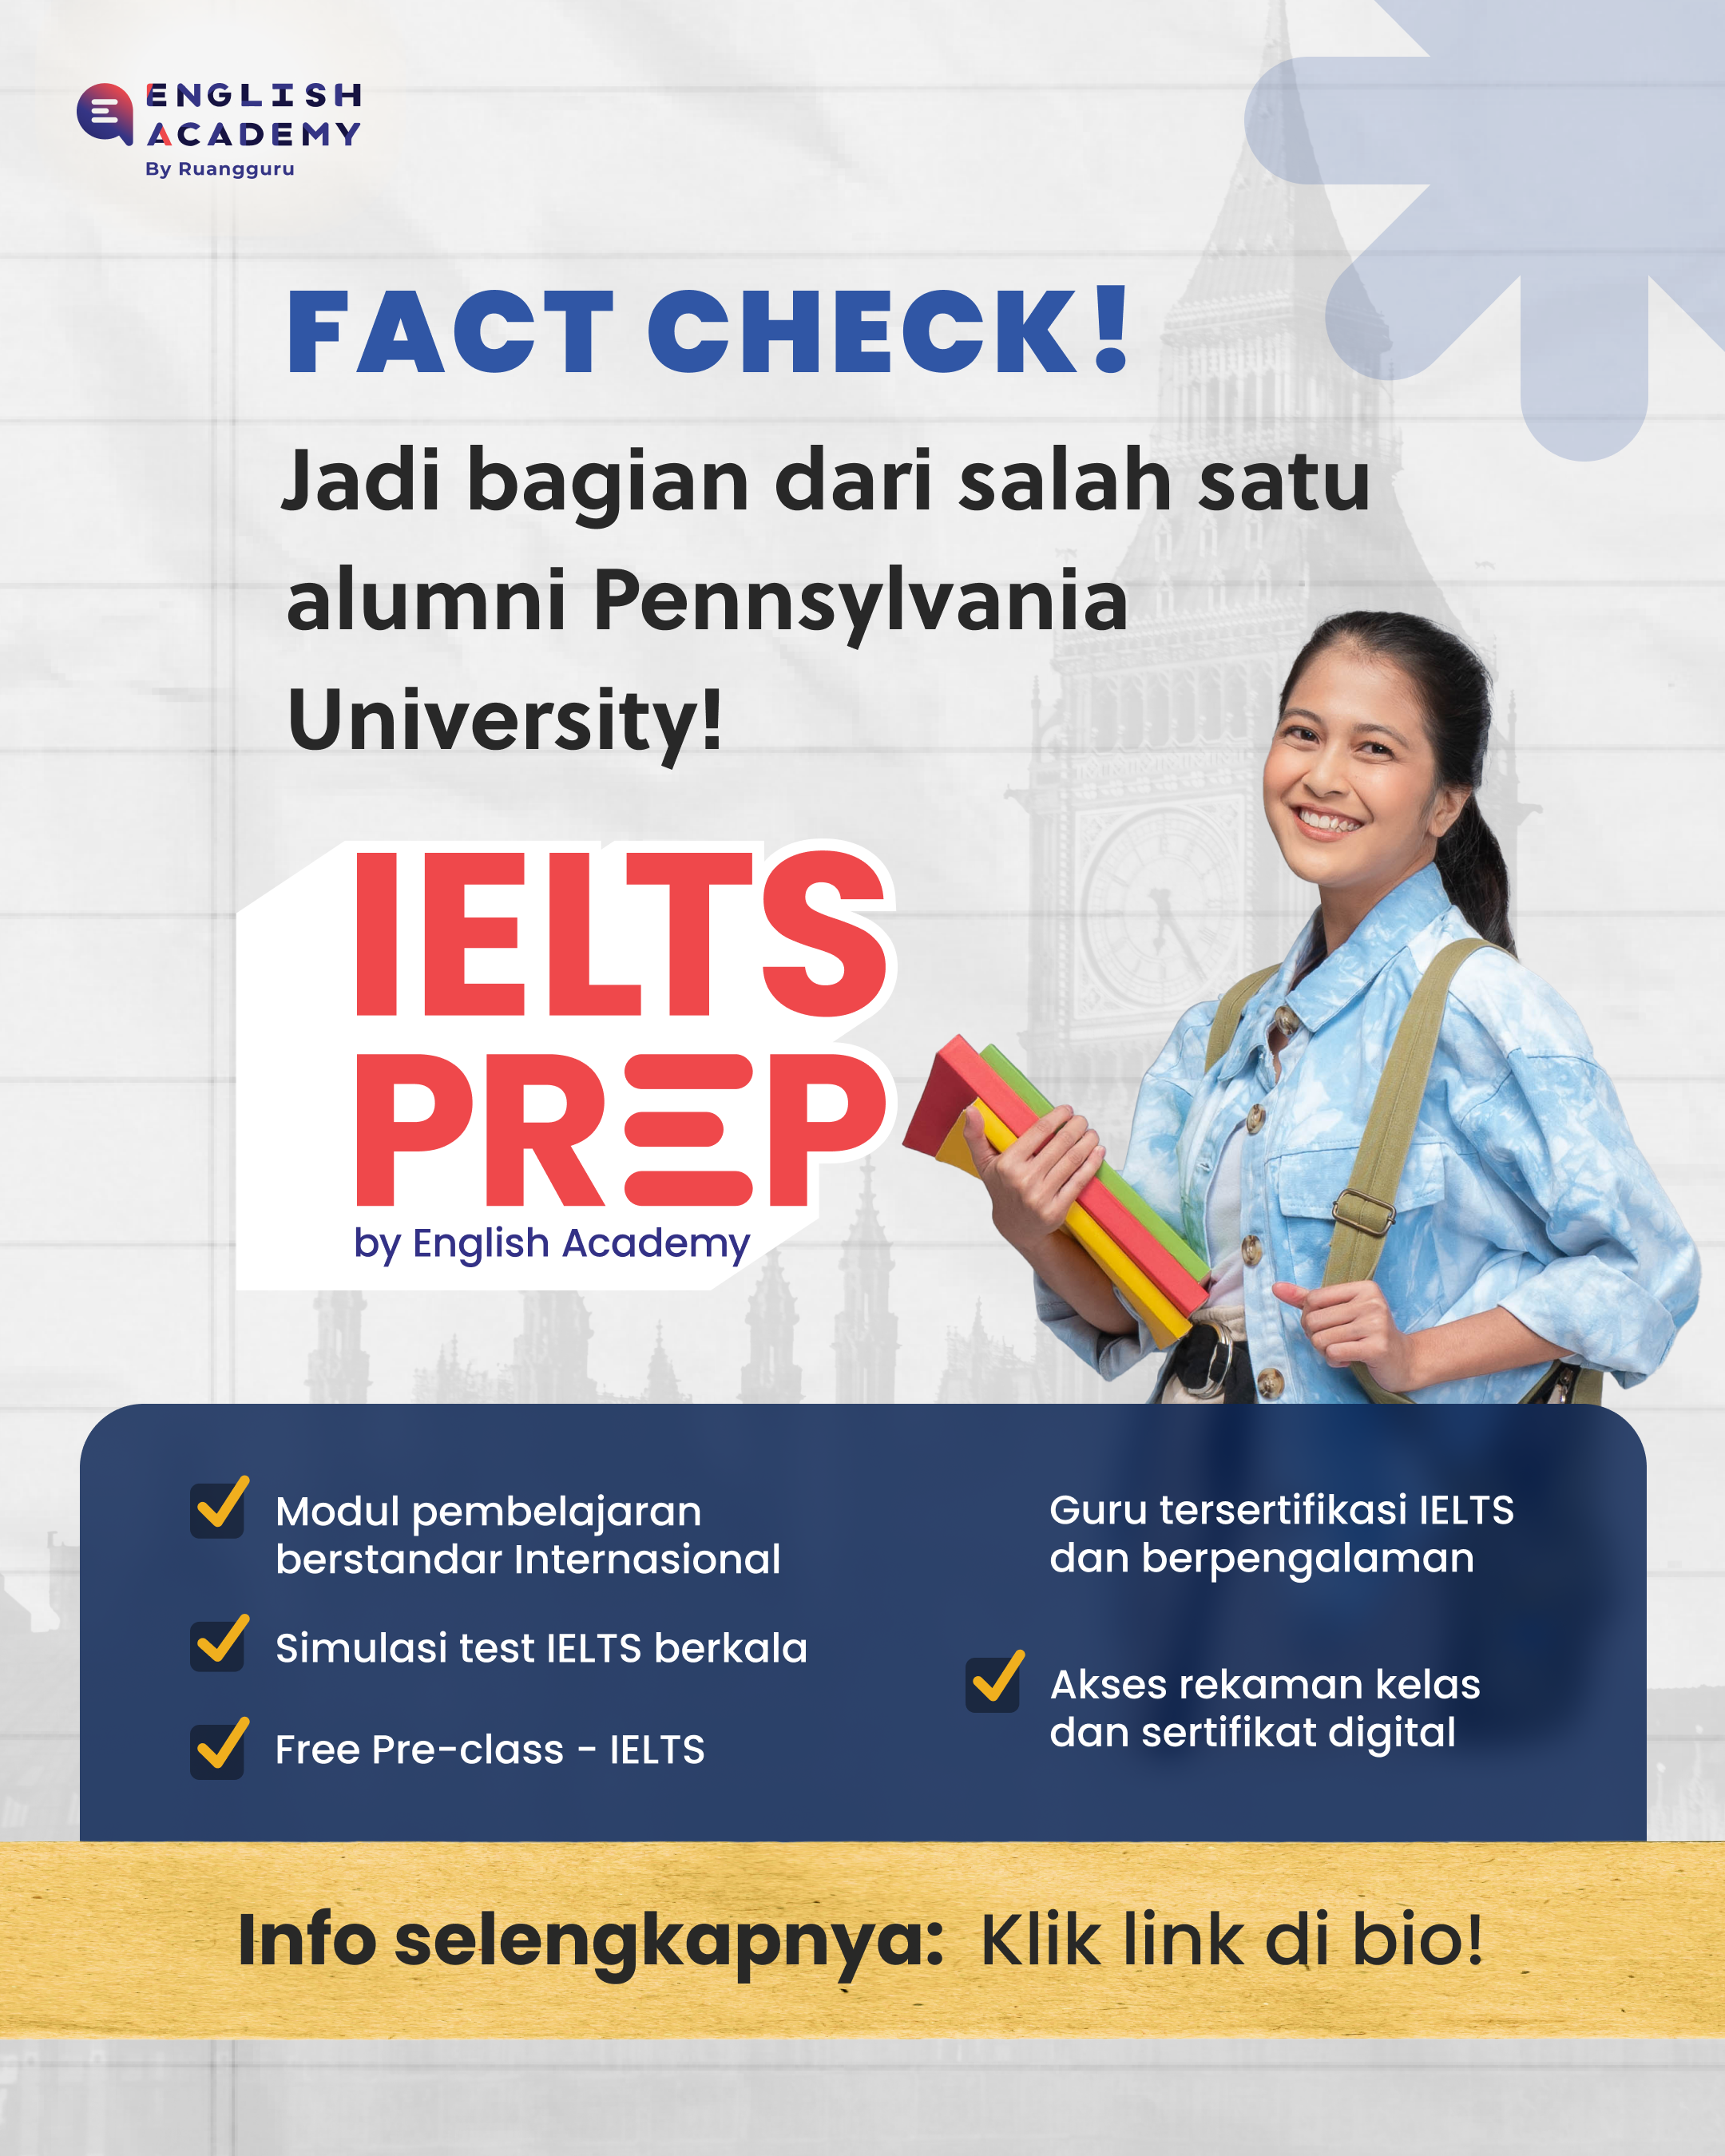 ENGLISH
ACADEMY
By Ruangguru
FACT CHECK!
Jadi bagian dari salah satu
alumni Pennsylvania
University!
IELTS
PREP
by English Academy
Modul pembelajaran
berstandar Internasional
Simulasi test IELTS berkala
Free Pre-class - IELTS
Guru tersertifikasi IELTS
dan berpengalaman
Akses rekaman kelas
dan sertifikat digital
Info selengkapnya: Klik link di bio!